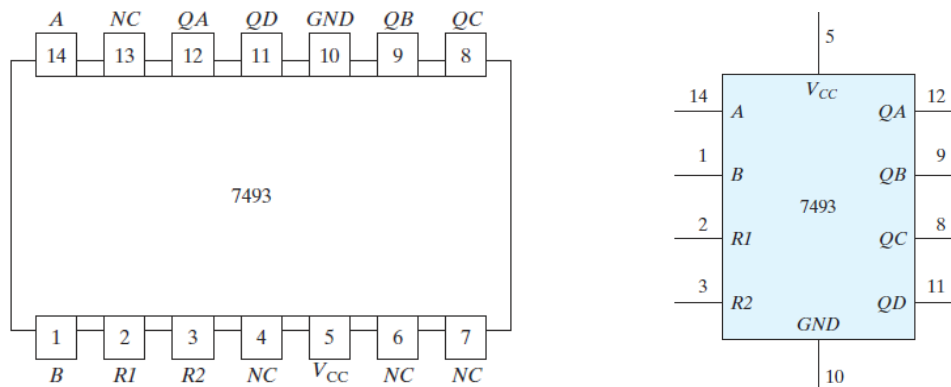 A NC QA QD GND QB QC
14 13 12 11 10 9 8
7493
1 2 3 4 5 6 7
B R1 R2 NC VCC NC NC
5
VCC
14 A QA 12
1 B QB 9
7493
2 R1 QC 8
3 R2 QD 11
GND
10